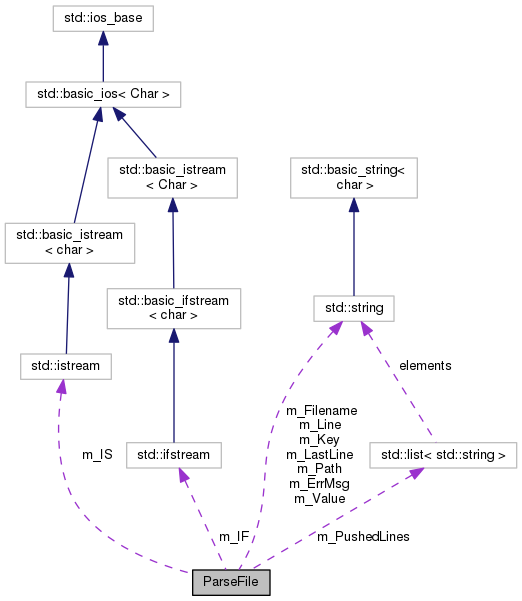 std::ios_base
std::basic_ios< Char >
std::basic_istream
< Char >
std::basic_string<
char >
std::basic_istream
< char >
std::basic_ifstream
< char >
std::string
std::istream
elements
m_Filename
m_Line
m_Key
m_LastLine
m_Path
m_ErrMsg
m_Value
m_IS
std::ifstream
std::list< std::string >
m_IF
m_PushedLines
ParseFile